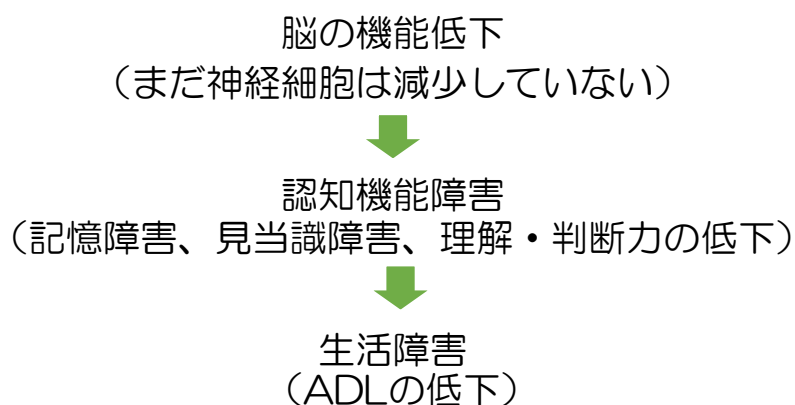 脳の機能低下
（まだ神経細胞は減少していない）
認知機能障害
（記憶障害、見当識障害、理解・判断力の低下）
生活障害
（ADLの低下）